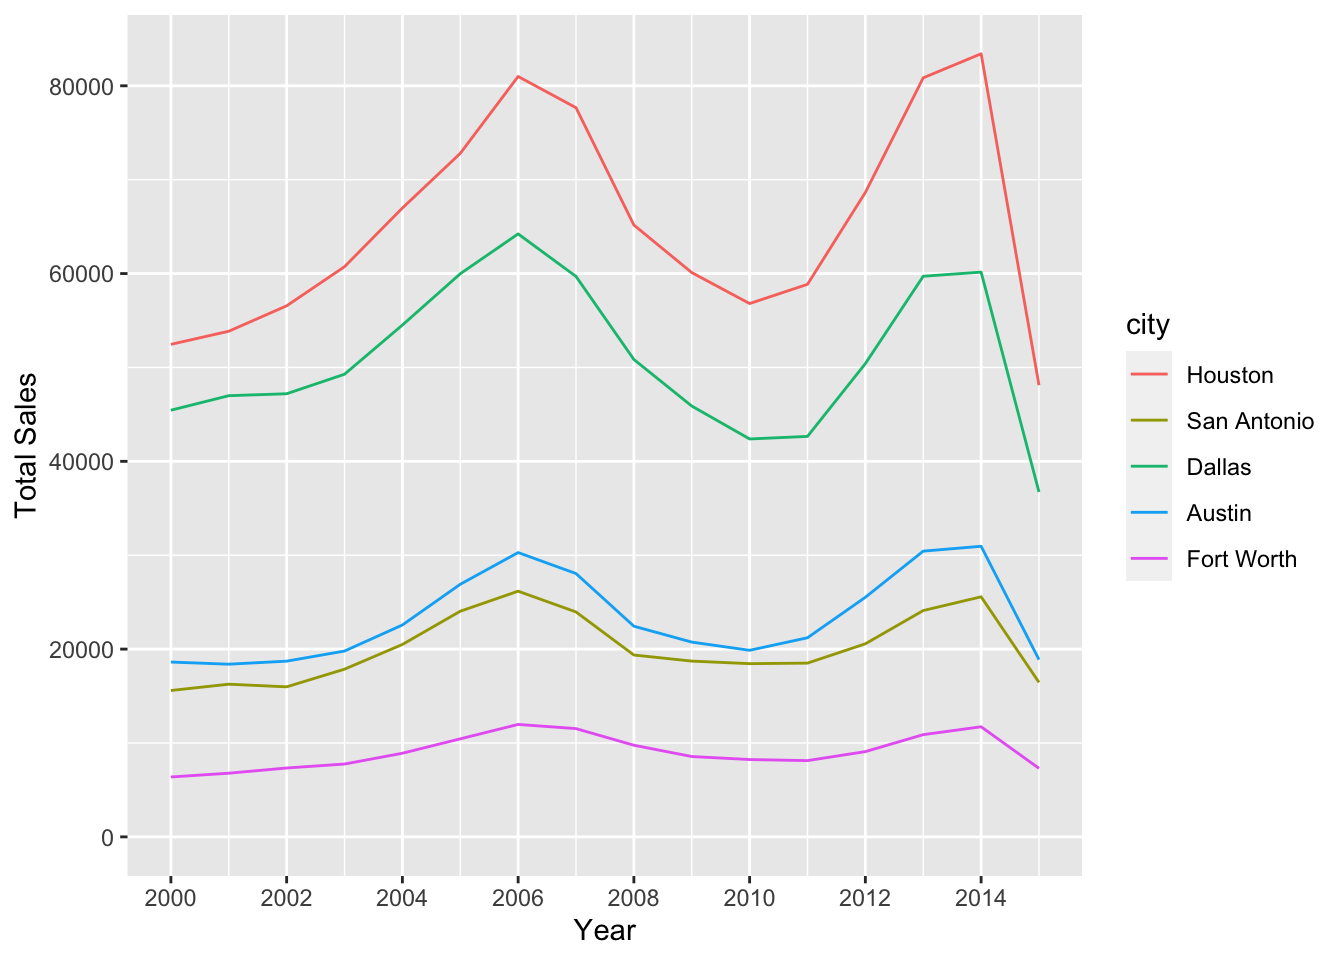 80000
60000
40000
20000
0
Total Sales
2000 2002 2004 2006 2008 2010 2012 2014
Year
city
Houston
San Antonio
Dallas
Austin
Fort Worth